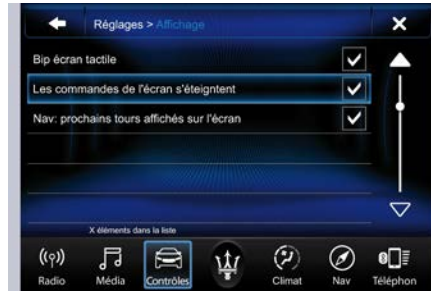 Réglages > Affichage
Bip écran tactile
Les commandes de l'écran s'éteigntent
Nav: prochains tours affichés sur l'écran
X éléments dans la liste
Radio Média Contrôles Climat Nav Téléphon